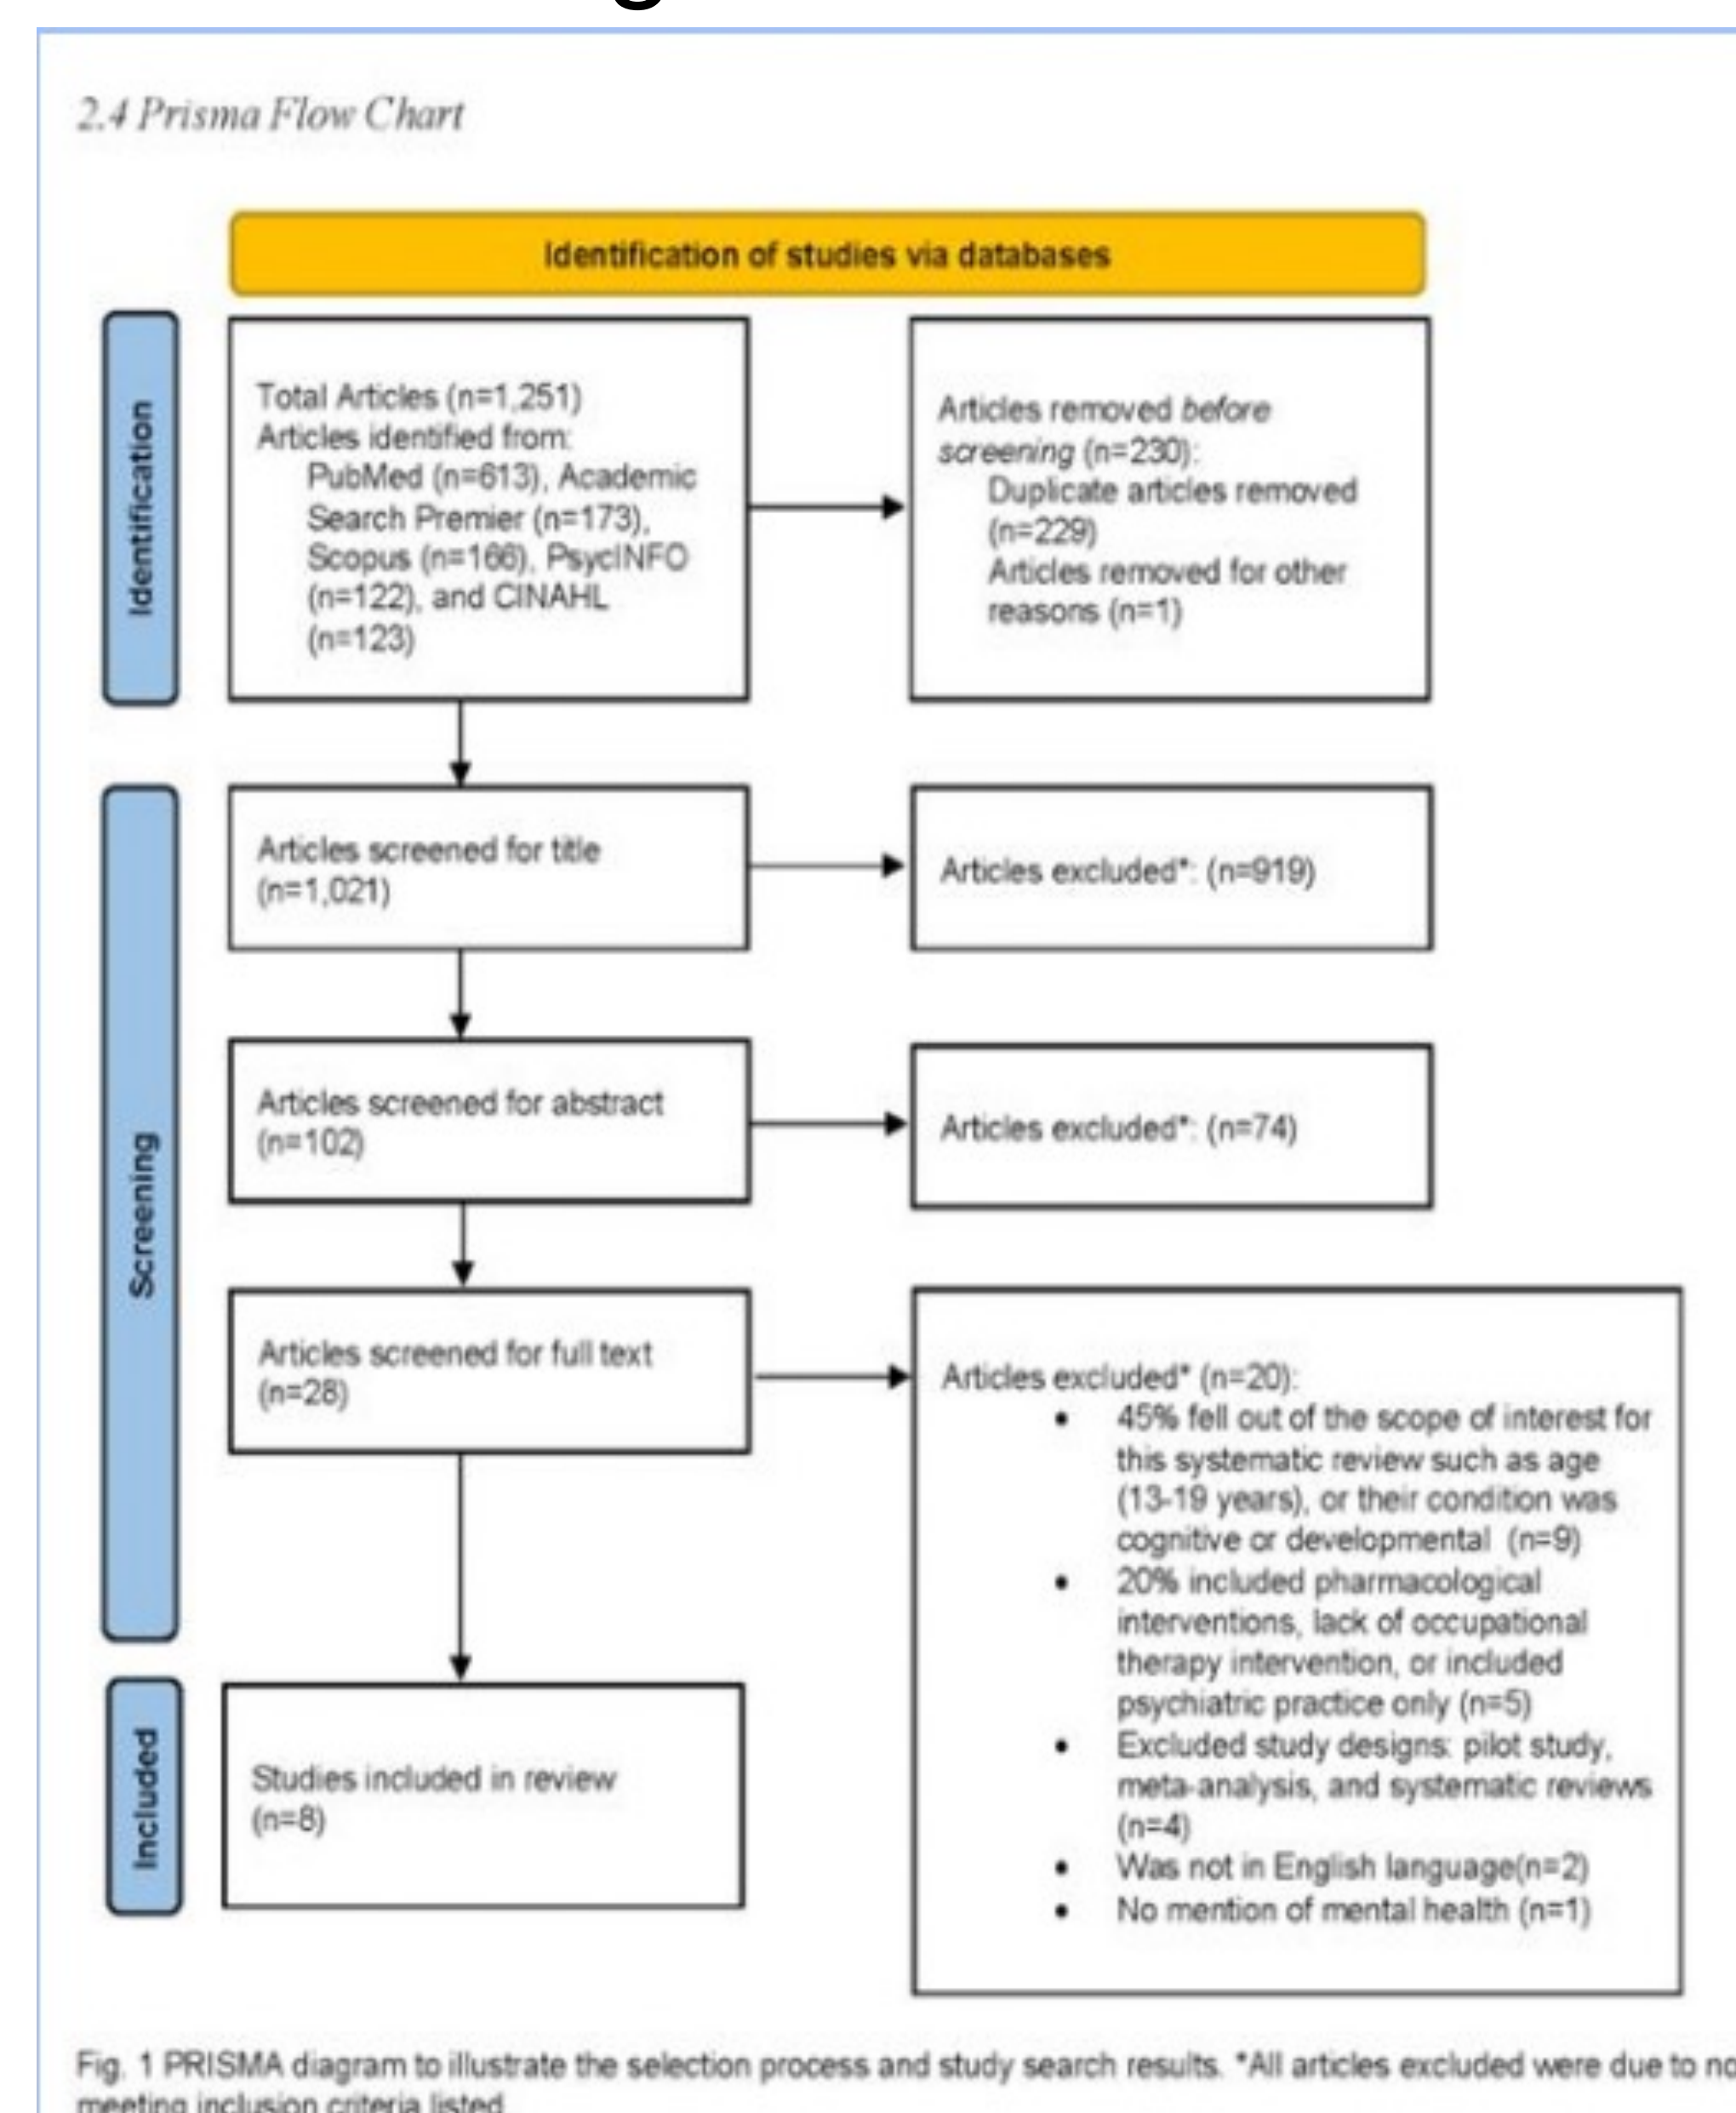 2.4 Prisma Flow Chart
Identification of studies via databases
Identification
Total Articles (n=1,251)
Articles identified from:
PubMed (n=613), Academic
Search Premier (n=173),
Scopus (n=166), PsycINFO
(n=122), and CINAHL
(n=123)
Articles removed before
screening (n=230):
Duplicate articles removed
(n=229)
Articles removed for other
reasons (n=1)
Screening
Articles screened for title
(n=1,021)
Articles excluded*: (n=919)
Articles screened for abstract
(n=102)
Articles excluded*: (n=74)
Articles screened for full text
(n=28)
Articles excluded* (n=20):
• 45% fell out of the scope of interest for
this systematic review such as age
(13-19 years), or their condition was
cognitive or developmental (n=9)
• 20% included pharmacological
interventions, lack of occupational
therapy intervention, or included
psychiatric practice only (n=5)
• Excluded study designs: pilot study,
meta-analysis, and systematic reviews
(n=4)
• Was not in English language(n=2)
• No mention of mental health (n=1)
Included
Studies included in review
(n=8)
Fig. 1 PRISMA diagram to illustrate the selection process and study search results. *All articles excluded were due to
meeting inclusion criteria listed